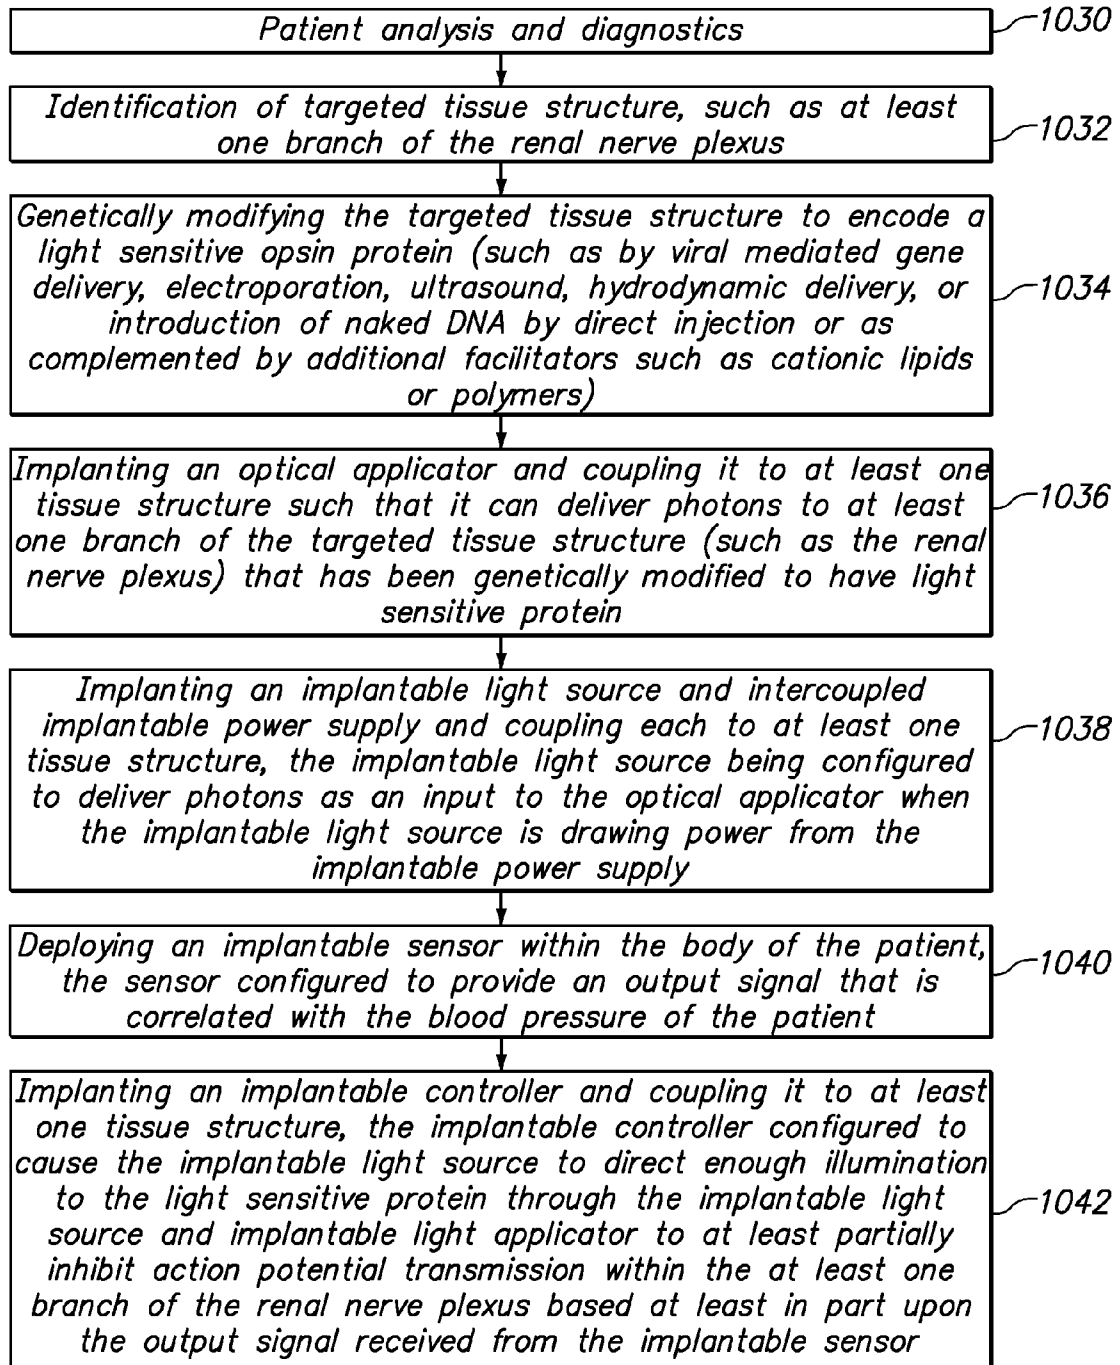 Patient analysis and diagnostics
1030
Identification of targeted tissue structure, such as at least
one branch of the renal nerve plexus
1032
Genetically modifying the targeted tissue structure to encode a
light sensitive opsin protein (such as by viral mediated gene
delivery, electroporation, ultrasound, hydrodynamic delivery, or
introduction of naked DNA by direct injection or as
complemented by additional facilitators such as cationic lipids
or polymers)
1034
Implanting an optical applicator and coupling it to at least one
tissue structure such that it can deliver photons to at least
one branch of the targeted tissue structure (such as the renal
nerve plexus) that has been genetically modified to have light
sensitive protein
1036
Implanting an implantable light source and intercoupled
implantable power supply and coupling each to at least one
tissue structure, the implantable light source being configured
to deliver photons as an input to the optical applicator when
the implantable light source is drawing power from the
implantable power supply
1038
Deploying an implantable sensor within the body of the patient,
the sensor configured to provide an output signal that is
correlated with the blood pressure of the patient
1040
Implanting an implantable controller and coupling it to at least
one tissue structure, the implantable controller configured to
cause the implantable light source to direct enough illumination
to the light sensitive protein through the implantable light
source and implantable light applicator to at least partially
inhibit action potential transmission within the at least one
branch of the renal nerve plexus based at least in part upon
the output signal received from the implantable sensor
1042